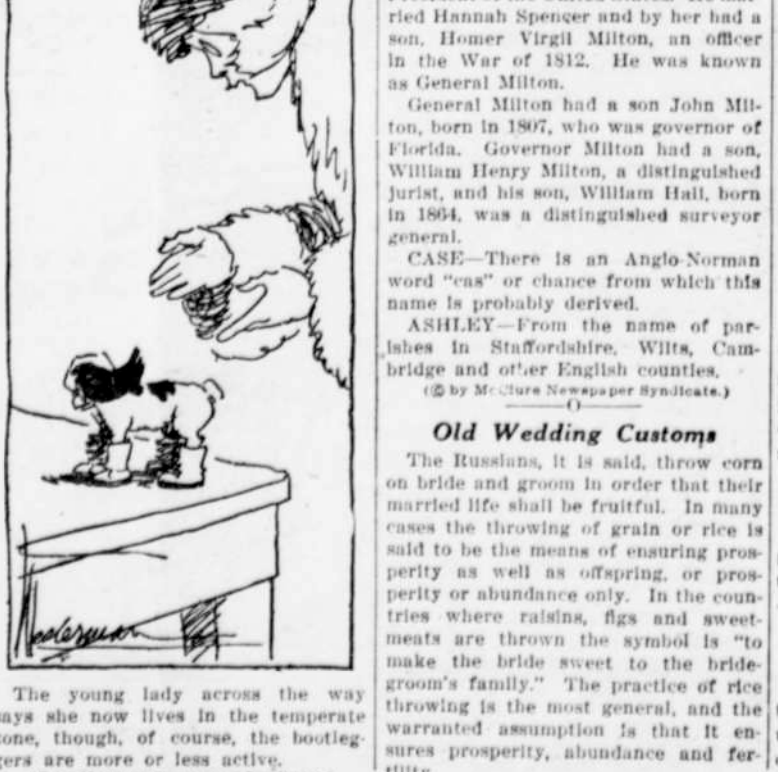 Westerman
The young lady across the way
says she now lives in the temperate
zone, though, of course, the bootleg-
gers are more or less active.
ried Hannah Spencer and by her had a
son, Homer Virgil Milton, an officer
in the War of 1812. He was known
as General Milton.
General Milton had a son John Mil-
ton, born in 1807, who was governor of
Florida. Governor Milton had a son,
William Henry Milton, a distinguished
jurist, and his son, William Hall, born
in 1864, was a distinguished surveyor
general.
CASE—There is an Anglo-Norman
word "cas" or chance from which this
name is probably derived.
ASHLEY—From the name of par-
ishes in Staffordshire, Wilts, Cam-
bridge and other English counties.
(© by McClure Newspaper Syndicate.)
Old Wedding Customs
The Russians, it is said, throw corn
on bride and groom in order that their
married life shall be fruitful. In many
cases the throwing of grain or rice is
said to be the means of ensuring pros-
perity as well as offspring, or pros-
perity or abundance only. In the coun-
tries where raisins, figs and sweet-
meats are thrown the symbol is "to
make the bride sweet to the bride-
groom's family." The practice of rice
throwing is the most general, and the
warranted assumption is that it en-
sures prosperity, abundance and fer-